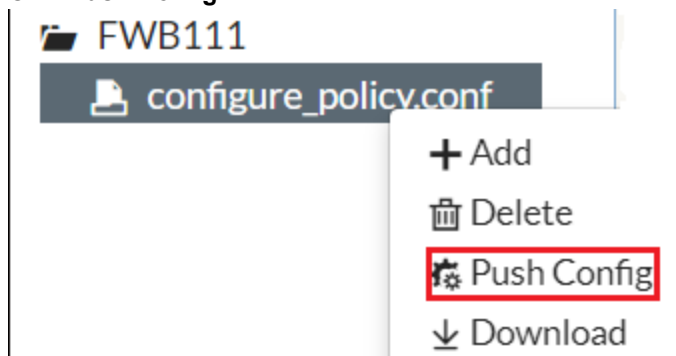 FWB111
configure_policy.conf
Add
Delete
Push Config
Download